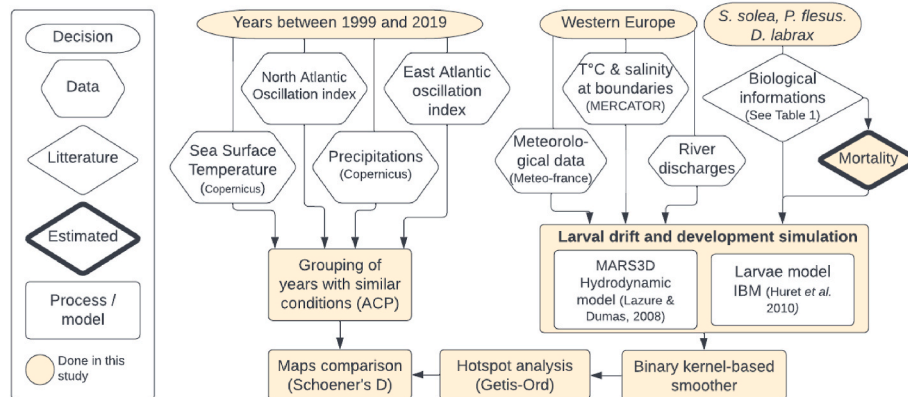 Decision
Data
Litterature
Estimated
Process /
model
Done in this
study
Years between 1999 and 2019
North Atlantic
Oscillation index
East Atlantic
oscillation
index
Sea Surface
Temperature
(Copernicus)
Precipitations
(Copernicus)
Grouping of
years with similar
conditions (ACP)
Maps comparison
(Schoener's D)
Western Europe
T°C & salinity
at boundaries
(MERCATOR)
Meteorolo-
gical data
(Meteo-france)
River
discharges
S. solea, P. flesus.
D. labrax
Biological
informations
(See Table 1)
Mortality
Larval drift and development simulation
MARS3D
Hydrodynamic
model (Lazure &
Dumas, 2008)
Larvae model
IBM (Huret et al.
2010)
Hotspot analysis
(Getis-Ord)
Binary kernel-based
smoother